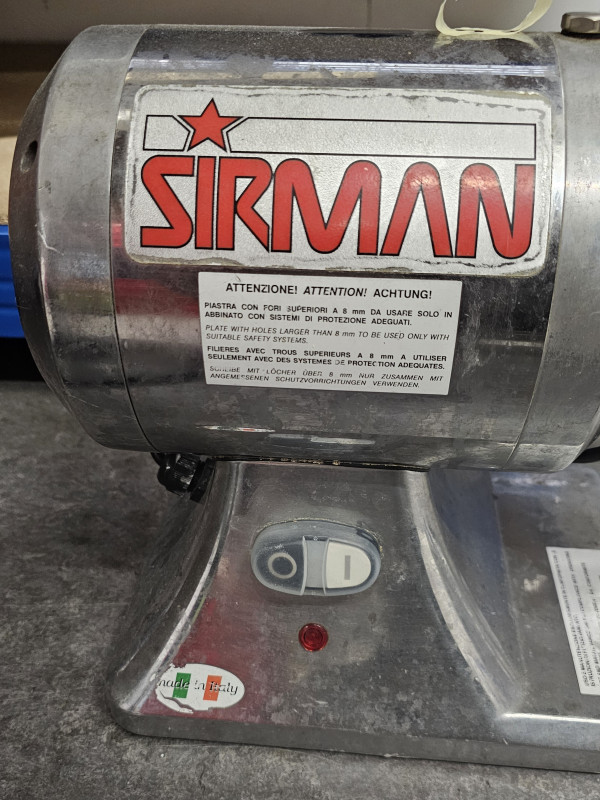 SIRMAN
ATTENZIONE! ATTENTION! ACHTUNG!
PIASTRA CON FORI SUPERIORI A 8 mm DA USARE SOLO IN
ABBINATO CON SISTEMI DI PROTEZIONE ADEGUATI.
PLATE WITH HOLES LARGER THAN 8 mm TO BE USED ONLY WITH
SUITABLE SAFETY SYSTEMS.
FILIERES AVEC TROUS SUPERIEURS A 8 mm A UTILISER
SEULEMENT AVEC DES SYSTEMES DE PROTECTION ADEQUATES.
SCHEIBE MIT LÖCHER ÜBER 8 mm NUR ZUSAMMEN MIT
ANGEMESSENEN SCHUTZVORRICHTUNGEN VERWENDEN.
made in italy